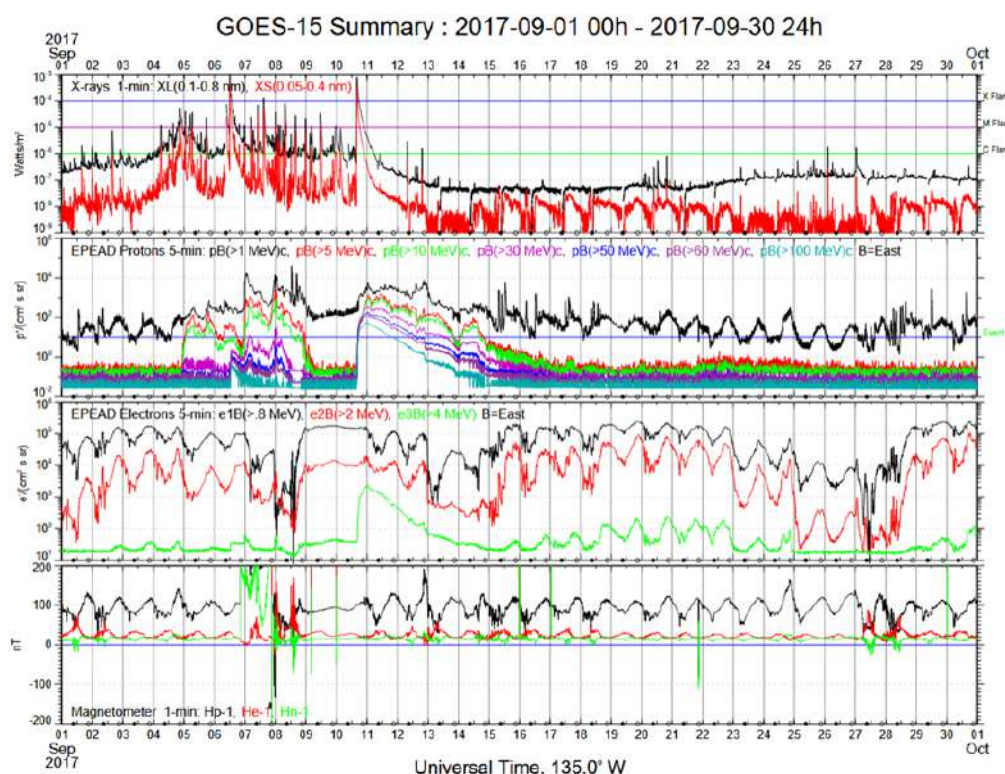 GOES-15 Summary : 2017-09-01 00h - 2017-09-30 24h
2017
Sep Oct
01 02 03 04 05 06 07 08 09 10 11 12 13 14 15 16 17 18 19 20 21 22 23 24 25 26 27 28 29 30 01
X-rays 1-min: XL(0.1-0.8 nm), XS(0.05-0.4 nm)
10⁻³
10⁻⁴ X Flar
10⁻⁵ M Flar
10⁻⁶ C Flar
10⁻⁷
10⁻⁸
10⁻⁹
Watts/m²
EPEAD Protons 5-min: pB(>1 MeV)c, pB(>5 MeV)c, pB(>10 MeV)c, pB(>30 MeV)c, pB(>50 MeV)c, pB(>60 MeV)c, pB(>100 MeV)c B=East
10⁴
10²
10⁰
10⁻²
p⁺/(cm² s sr)
EPEAD Electrons 5-min: e1B(>.8 MeV), e2B(>2 MeV), e3B(>4 MeV) B=East
10⁴
10³
10²
10¹
e⁻/(cm² s sr)
200
100
0
-100
-200
nT
Magnetometer 1-min: Hp-1, He-1, Hn-1
01 02 03 04 05 06 07 08 09 10 11 12 13 14 15 16 17 18 19 20 21 22 23 24 25 26 27 28 29 30 01
Sep Oct
2017
Universal Time, 135.0° W